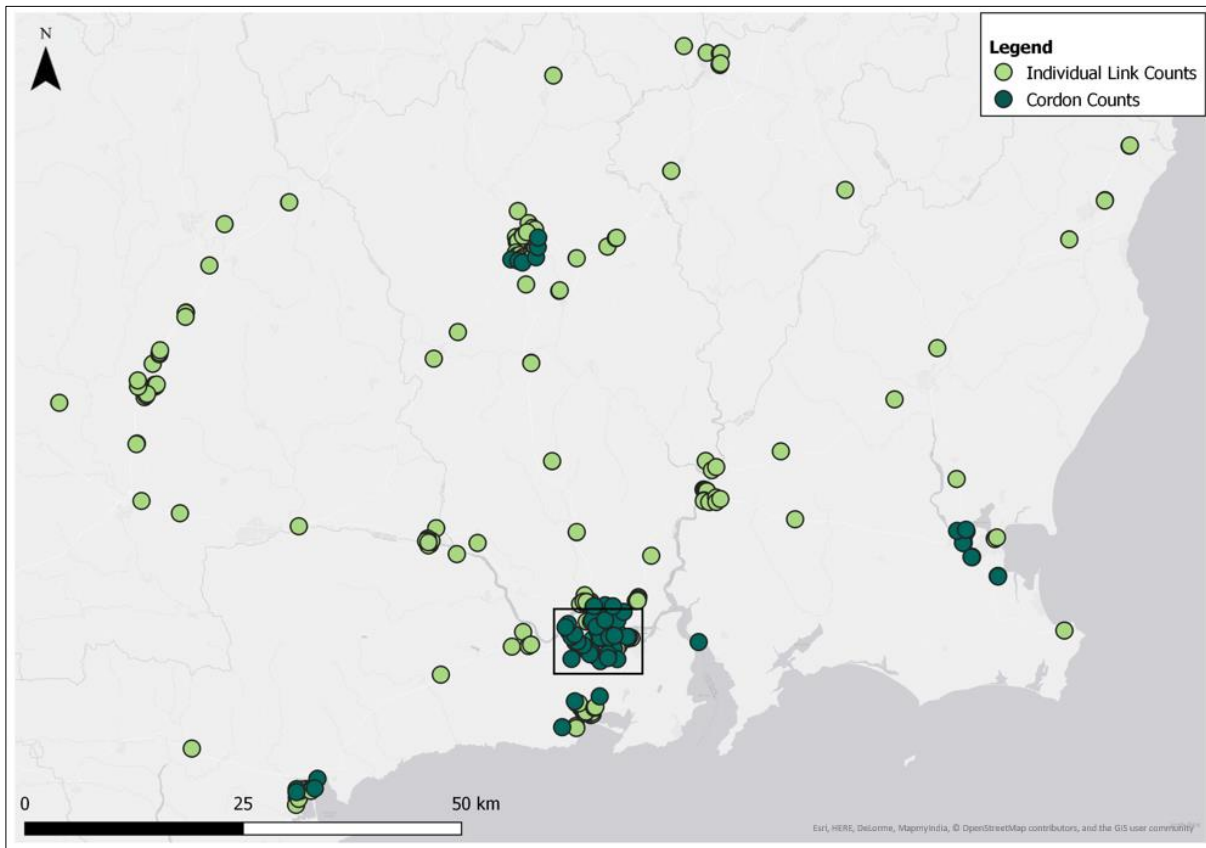 N
Legend
Individual Link Counts
Cordon Counts
0 25 50 km
Esri, HERE, DeLorme, MapmyIndia, © OpenStreetMap contributors, and the GIS user community